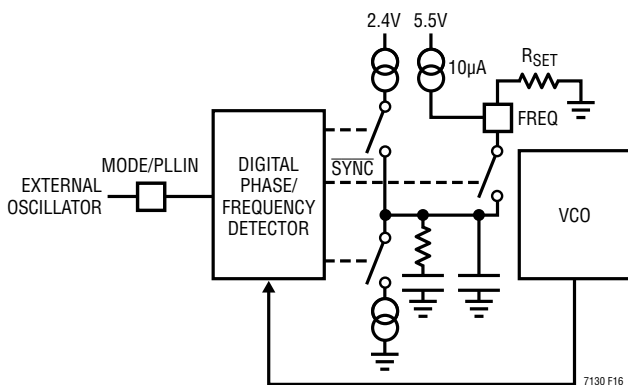 2.4V 5.5V
10µA
RSET
FREQ
MODE/PLLIN
EXTERNAL
OSCILLATOR
DIGITAL
PHASE/
FREQUENCY
DETECTOR
SYNC
VCO
7130 F16